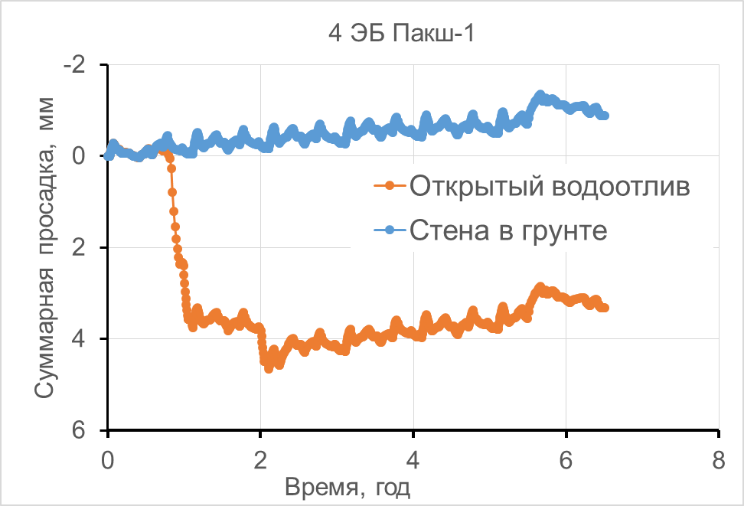 4 ЭБ Пакш-1
Суммарная просадка, мм
-2
0
2
4
6
Открытый водоотлив
Стена в грунте
0 2 4 6 8
Время, год